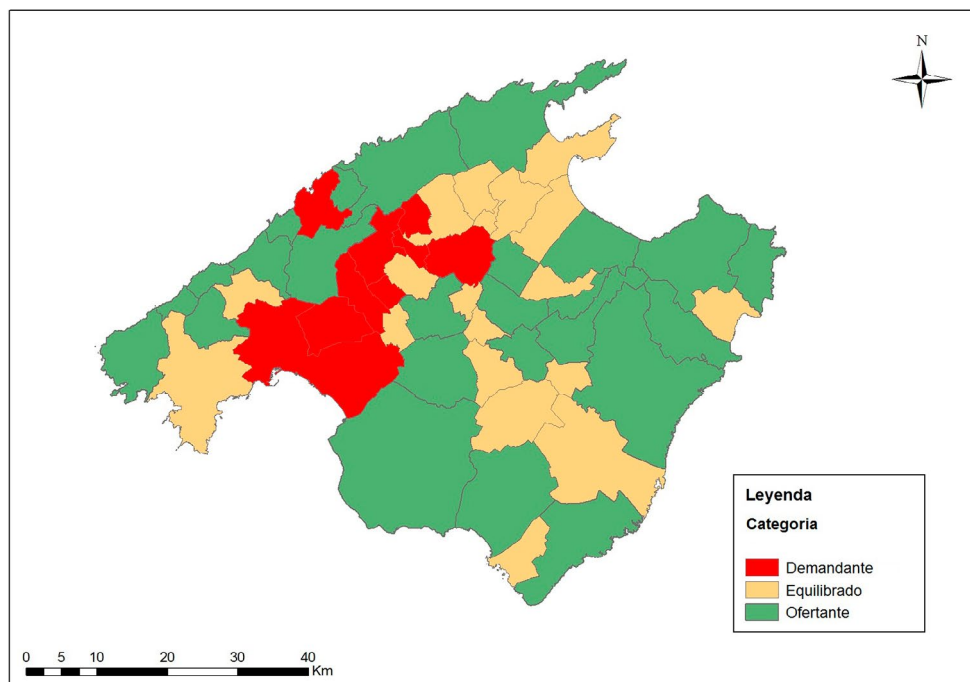 N
Leyenda
Categoria
Demandante
Equilibrado
Ofertante
0 5 10 20 30 40
Km